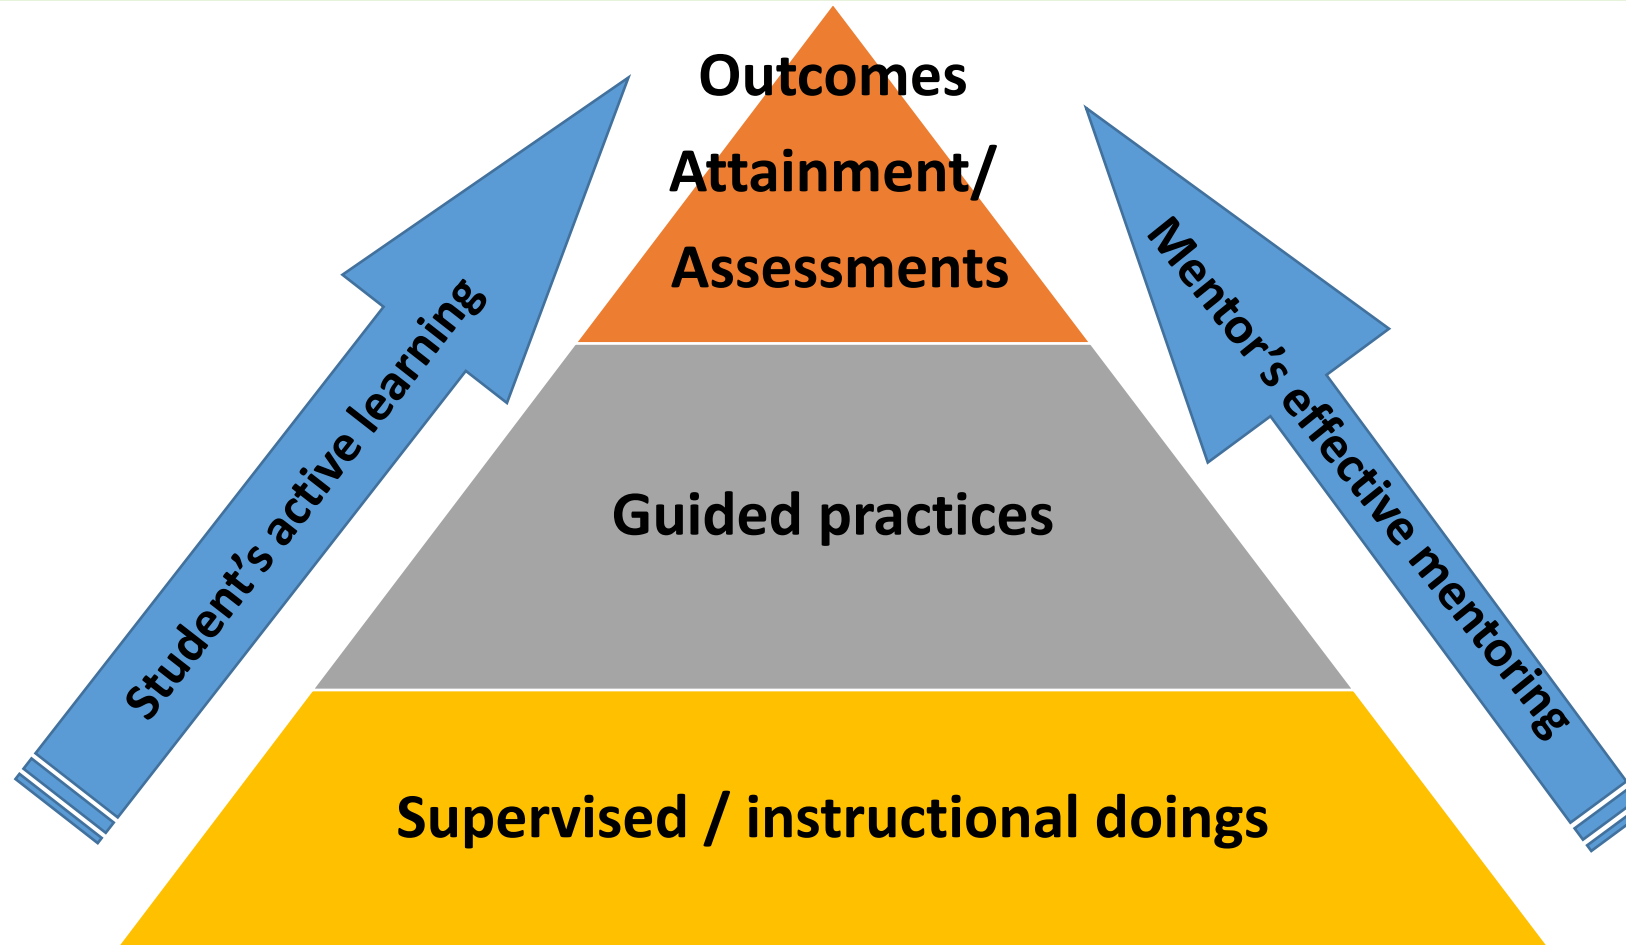 Outcomes
Attainment/
Assessments
Student’s active learning
Mentor’s effective mentoring
Guided practices
Supervised / instructional doings